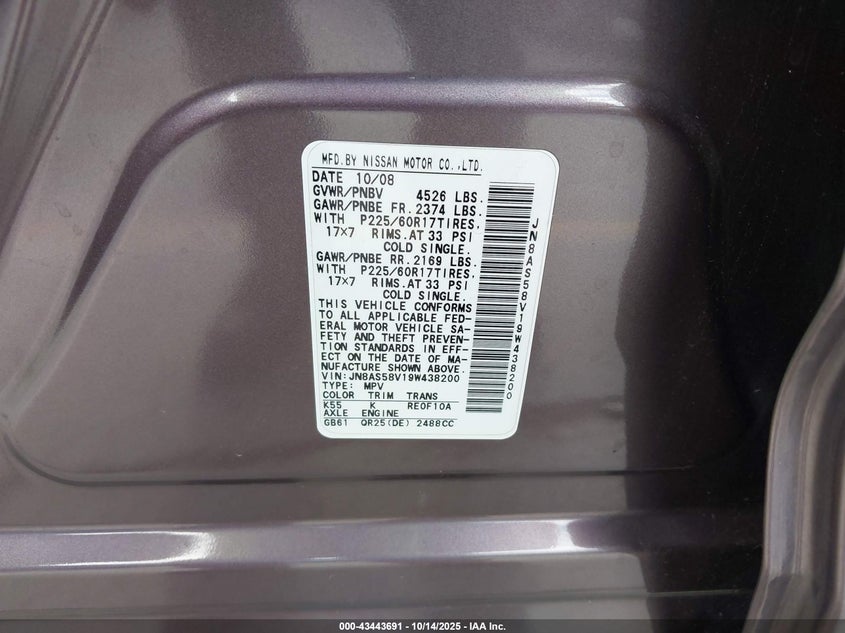 MFD.BY NISSAN MOTOR CO.,LTD.
DATE 10/08
GVWR/PNBV 4526 LBS.
GAWR/PNBE FR. 2374 LBS.
WITH P225/60R17TIRES,
17×7 RIMS.AT 33 PSI
COLD SINGLE.
GAWR/PNBE RR. 2169 LBS.
WITH P225/60R17TIRES,
17×7 RIMS.AT 33 PSI
COLD SINGLE.
THIS VEHICLE CONFORMS
TO ALL APPLICABLE FED-
ERAL MOTOR VEHICLE SA-
FETY AND THEFT PREVEN-
TION STANDARDS IN EFF-
ECT ON THE DATE OF MA-
NUFACTURE SHOWN ABOVE.
VIN: JN8AS58V19W438200
TYPE: MPV
COLOR TRIM TRANS
K55 K RE0F10A
AXLE ENGINE
GB61 QR25(DE) 2488CC
JN8AS58V19W438200
000-43443691 - 10/14/2025 - IAA Inc.